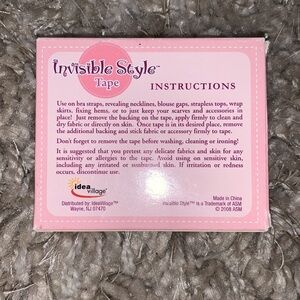 Invisible Style™
Tape
INSTRUCTIONS
Use on bra straps, revealing necklines, blouse gaps, strapless tops, wrap
skirts, fixing hems, or to just keep your scarves and accessories in
place! Just remove the backing on the tape, apply firmly to clean and
dry fabric or directly on skin. Once tape is in its desired place, remove
the additional backing and stick fabric or accessory firmly to tape.
Don't forget to remove the tape before washing, cleaning or ironing!
It is suggested that you pretest any delicate fabrics and skin for any
sensitivity or allergies to the tape. Avoid using on sensitive skin,
including any irritated or sunburned skin. If irritation or redness
occurs, discontinue use.
idea
village
Distributed by: IdeaVillage™
Wayne, NJ 07470
Made in China
Invisible Style™ is a Trademark of ASM
© 2008 ASM